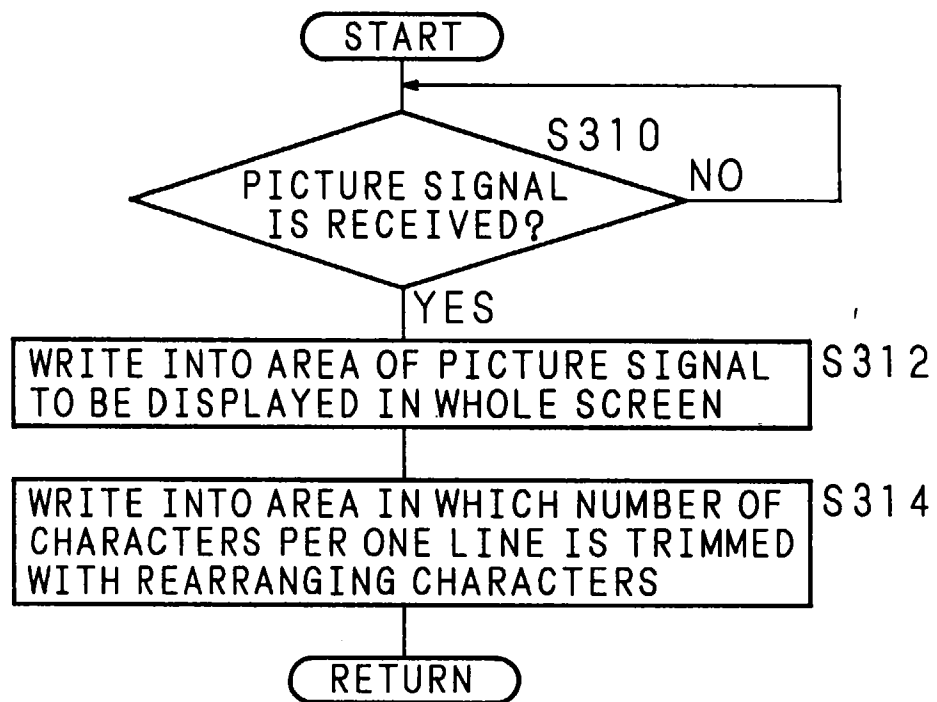 START
S310
PICTURE SIGNAL
IS RECEIVED?
NO
YES
WRITE INTO AREA OF PICTURE SIGNAL
TO BE DISPLAYED IN WHOLE SCREEN
S312
WRITE INTO AREA IN WHICH NUMBER OF
CHARACTERS PER ONE LINE IS TRIMMED
WITH REARRANGING CHARACTERS
S314
RETURN